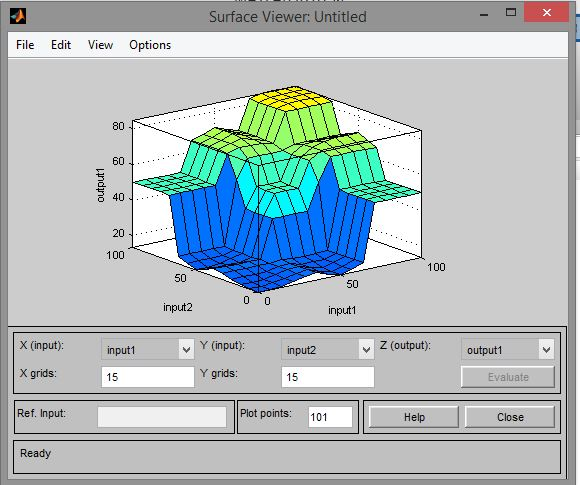 Surface Viewer: Untitled
File Edit View Options
80
60
40
20
output1
100
50
0
input2
0
50
100
input1
X (input): input1 Y (input): input2 Z (output): output1
X grids: 15 Y grids: 15 Evaluate
Ref. Input: Plot points: 101 Help Close
Ready